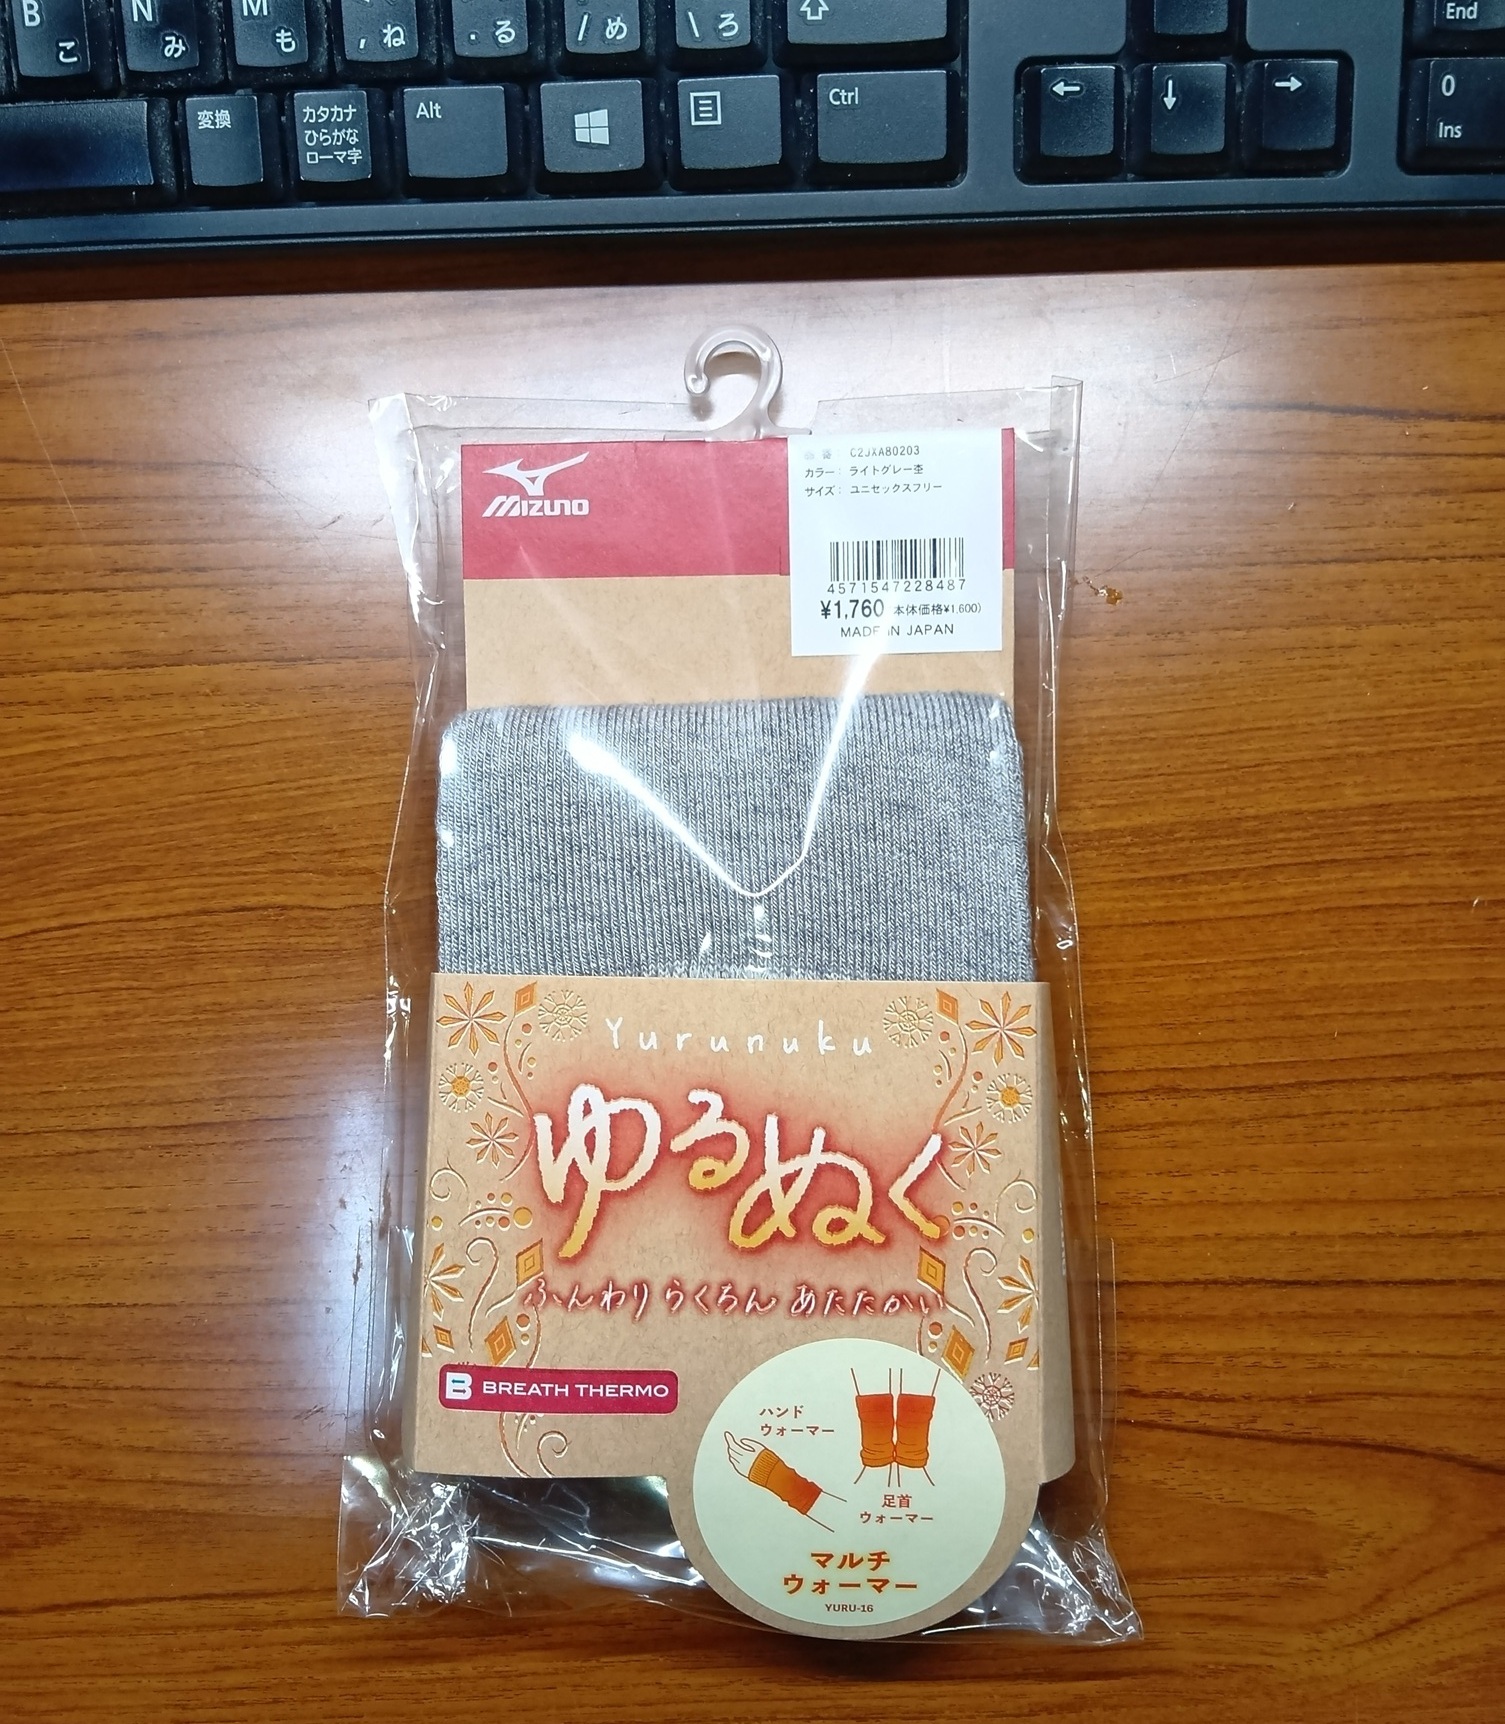 B こ
N み
M も
, ね
. る
/ め
\ ろ
⇧
End
変換
カタカナ
ひらがな
ローマ字
Alt
Ctrl
←
↓
→
0
Ins
MIZUNO
品番 C2JXA80203
カラー: ライトグレー杢
サイズ: ユニセックスフリー
4571547228487
¥1,760 本体価格¥1,600)
MADE IN JAPAN
Yurunuku
ゆるぬく
ふんわり らくちん あたたかい
B BREATH THERMO
ハンド
ウォーマー
足首
ウォーマー
マルチ
ウォーマー
YURU-16